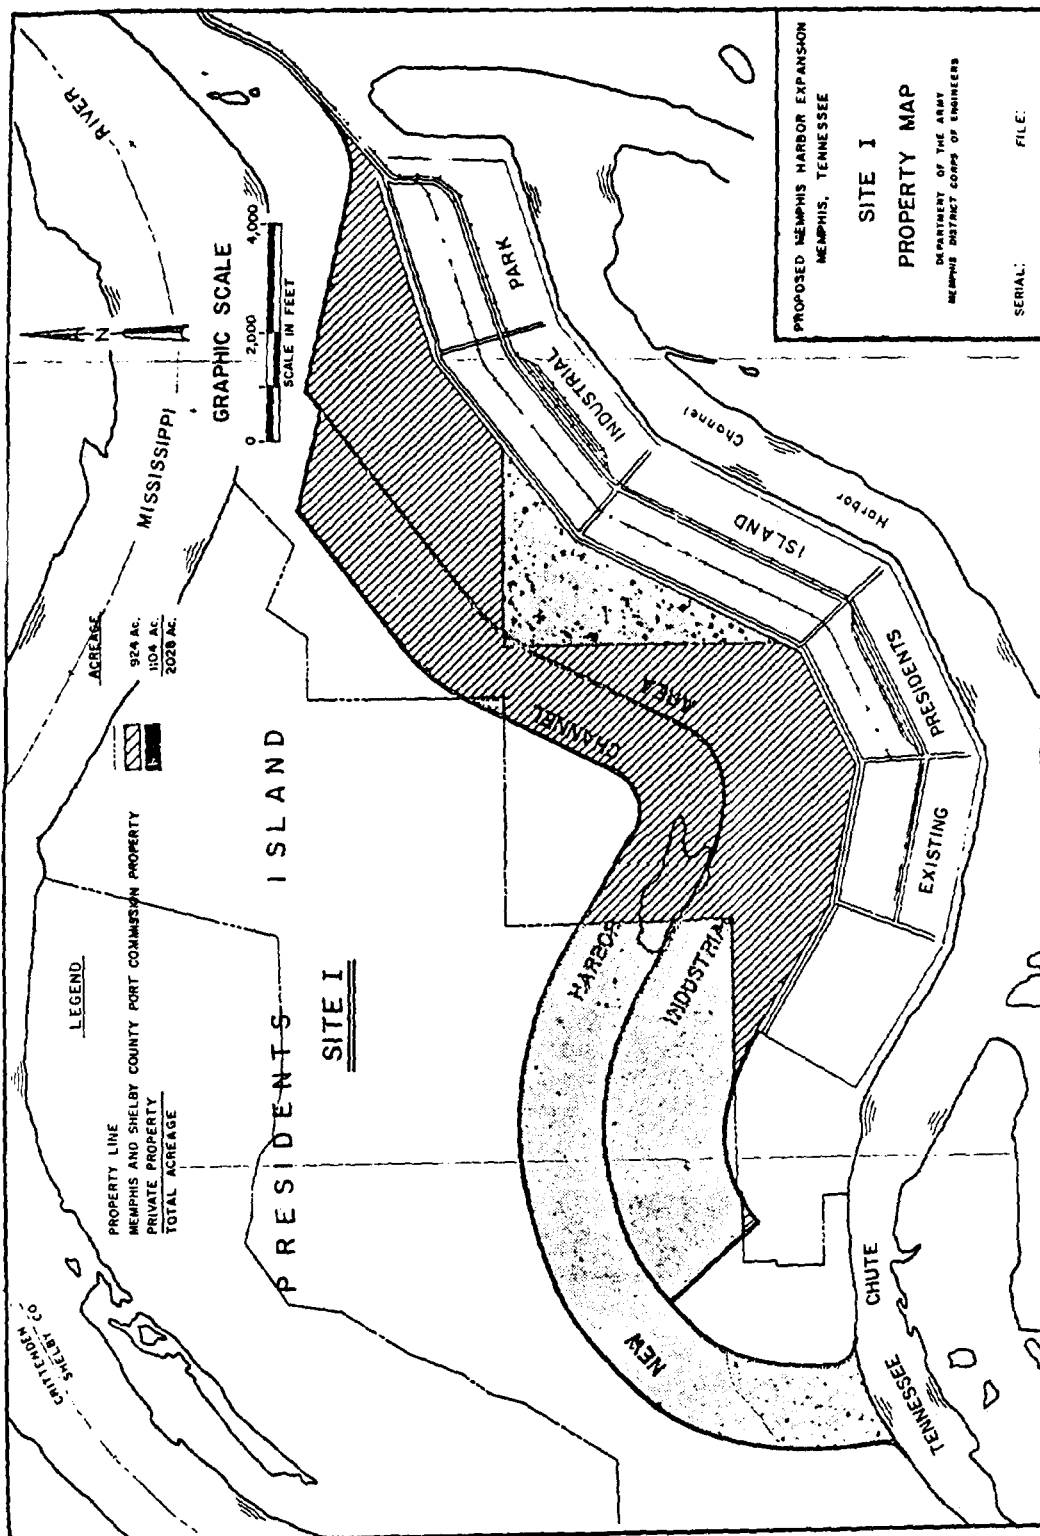 RIVER
MISSISSIPPI
CRITTENDEN CO
SHELBY CO.
LEGEND
ACREAGE
PROPERTY LINE
MEMPHIS AND SHELBY COUNTY PORT COMMISSION PROPERTY 924 Ac.
PRIVATE PROPERTY 1104 Ac.
TOTAL ACREAGE 2028 Ac.
N
GRAPHIC SCALE
0 2,000 4,000
SCALE IN FEET
PRESIDENTS ISLAND
SITE I
NEW HARBOR CHANNEL
INDUSTRIAL AREA
EXISTING PRESIDENTS ISLAND INDUSTRIAL PARK
Harbor Channel
TENNESSEE CHUTE
PROPOSED MEMPHIS HARBOR EXPANSION
MEMPHIS, TENNESSEE
SITE I
PROPERTY MAP
DEPARTMENT OF THE ARMY
MEMPHIS DISTRICT CORPS OF ENGINEERS
SERIAL: FILE: